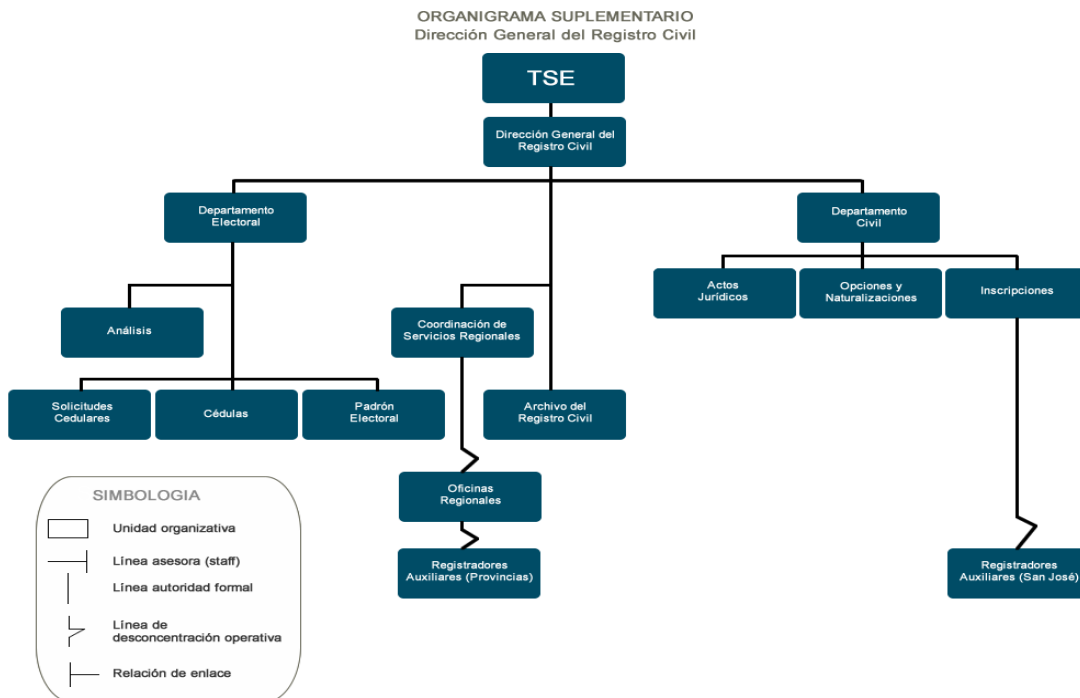 ORGANIGRAMA SUPLEMENTARIO
Dirección General del Registro Civil
TSE
Dirección General del
Registro Civil
Departamento
Electoral
Departamento
Civil
Actos
Jurídicos
Opciones y
Naturalizaciones
Inscripciones
Análisis
Coordinación de
Servicios Regionales
Solicitudes
Cedulares
Cédulas
Padrón
Electoral
Archivo del
Registro Civil
Oficinas
Regionales
Registradores
Auxiliares (Provincias)
Registradores
Auxiliares (San José)
SIMBOLOGIA
Unidad organizativa
Línea asesora (staff)
Línea autoridad formal
Línea de
desconcentración operativa
Relación de enlace